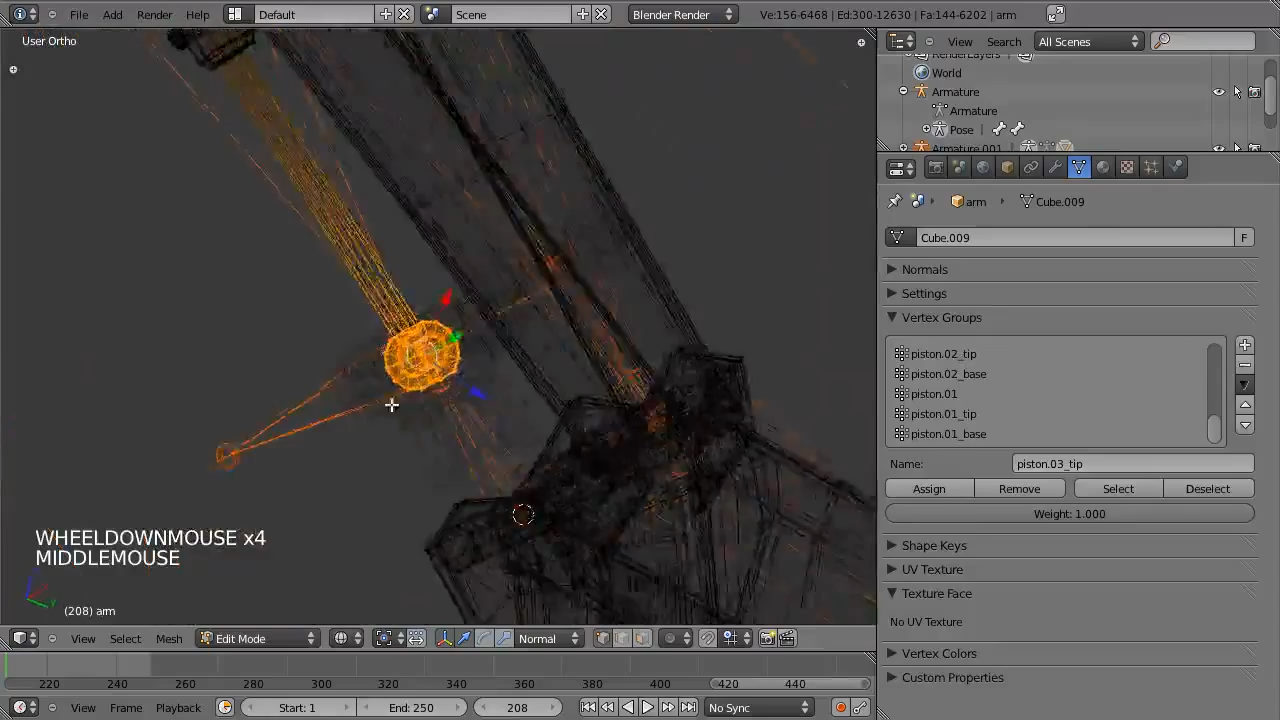 File Add Render Help Default Scene Blender Render Ve:156-6468 | Ed:300-12630 | Fa:144-6202 | arm
User Ortho
View Search All Scenes
RenderLayers
World
Armature
Armature
Pose
Armature.001
arm Cube.009
Cube.009 F
Normals
Settings
Vertex Groups
piston.02_tip
piston.02_base
piston.01
piston.01_tip
piston.01_base
Name: piston.03_tip
Assign Remove Select Deselect
Weight: 1.000
Shape Keys
UV Texture
Texture Face
No UV Texture
Vertex Colors
Custom Properties
WHEELDOWNMOUSE x4
MIDDLEMOUSE
(208) arm
View Select Mesh Edit Mode Normal
220 240 260 280 300 320 340 360 380 400 420 440
View Frame Playback Start: 1 End: 250 208 No Sync